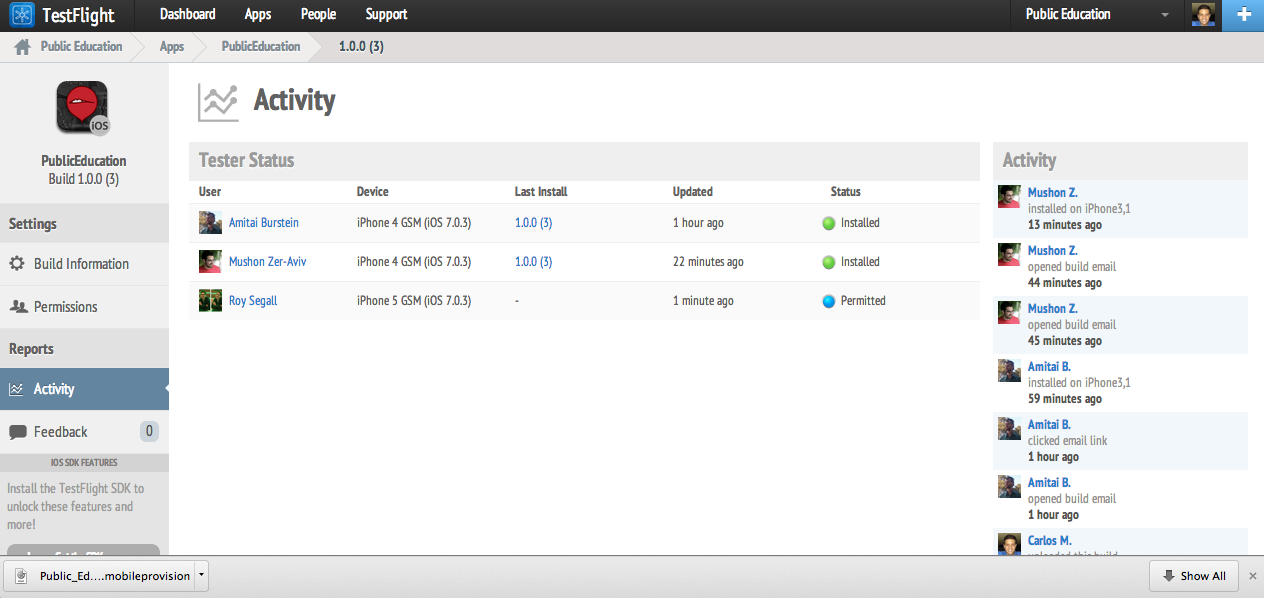 TestFlight Dashboard Apps People Support Public Education +
Public Education Apps PublicEducation 1.0.0 (3)
iOS
PublicEducation
Build 1.0.0 (3)
Settings
Build Information
Permissions
Reports
Activity
Feedback 0
IOS SDK FEATURES
Install the TestFlight SDK to
unlock these features and
more!
Activity
Tester Status
User Device Last Install Updated Status
Amitai Burstein iPhone 4 GSM (iOS 7.0.3) 1.0.0 (3) 1 hour ago Installed
Mushon Zer-Aviv iPhone 4 GSM (iOS 7.0.3) 1.0.0 (3) 22 minutes ago Installed
Roy Segall iPhone 5 GSM (iOS 7.0.3) - 1 minute ago Permitted
Activity
Mushon Z.
installed on iPhone3,1
13 minutes ago
Mushon Z.
opened build email
44 minutes ago
Mushon Z.
opened build email
45 minutes ago
Amitai B.
installed on iPhone3,1
59 minutes ago
Amitai B.
clicked email link
1 hour ago
Amitai B.
opened build email
1 hour ago
Carlos M.
uploaded this build
Public_Ed....mobileprovision Show All